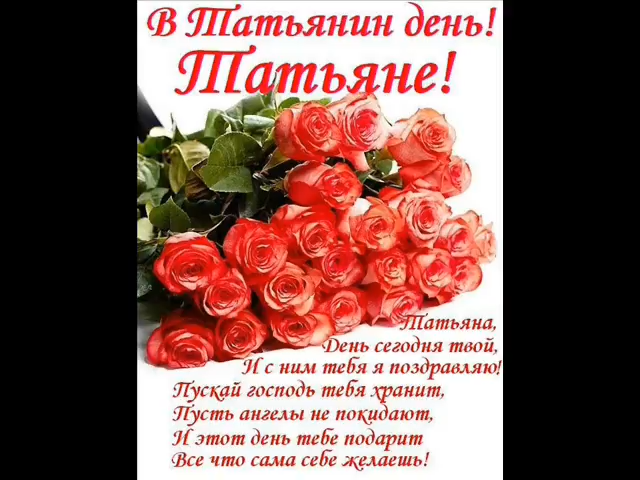 В Татьянин день!
Татьяне!
Татьяна,
День сегодня твой,
И с ним тебя я поздравляю!
Пускай господь тебя хранит,
Пусть ангелы не покидают,
И этот день тебе подарит
Все что сама себе желаешь!